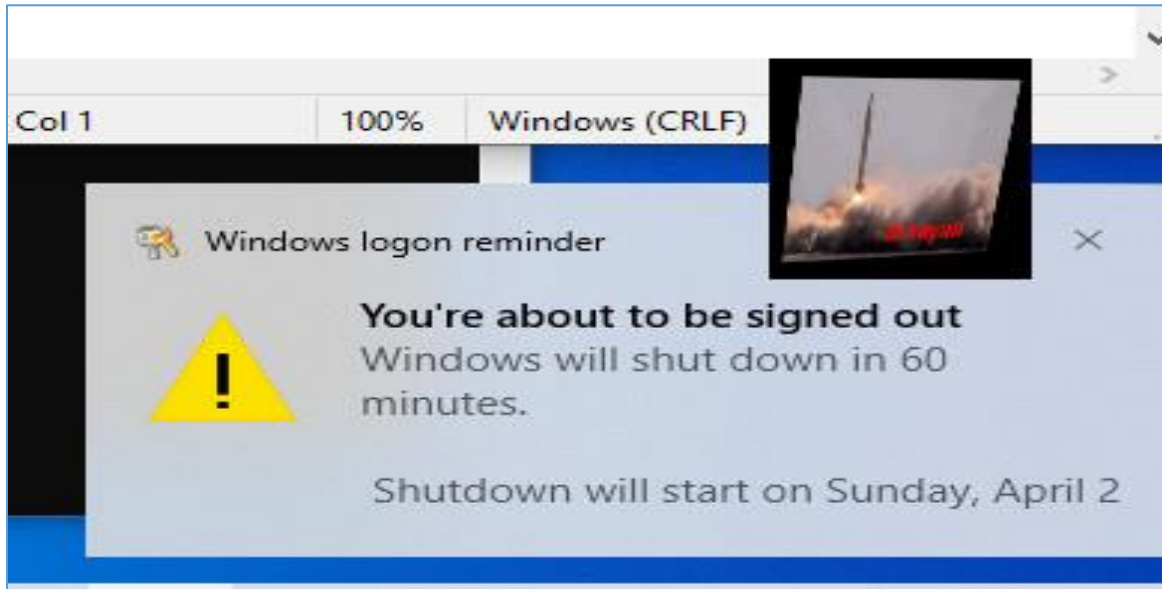 Col 1 100% Windows (CRLF)
Windows logon reminder
You're about to be signed out
Windows will shut down in 60
minutes.
Shutdown will start on Sunday, April 2